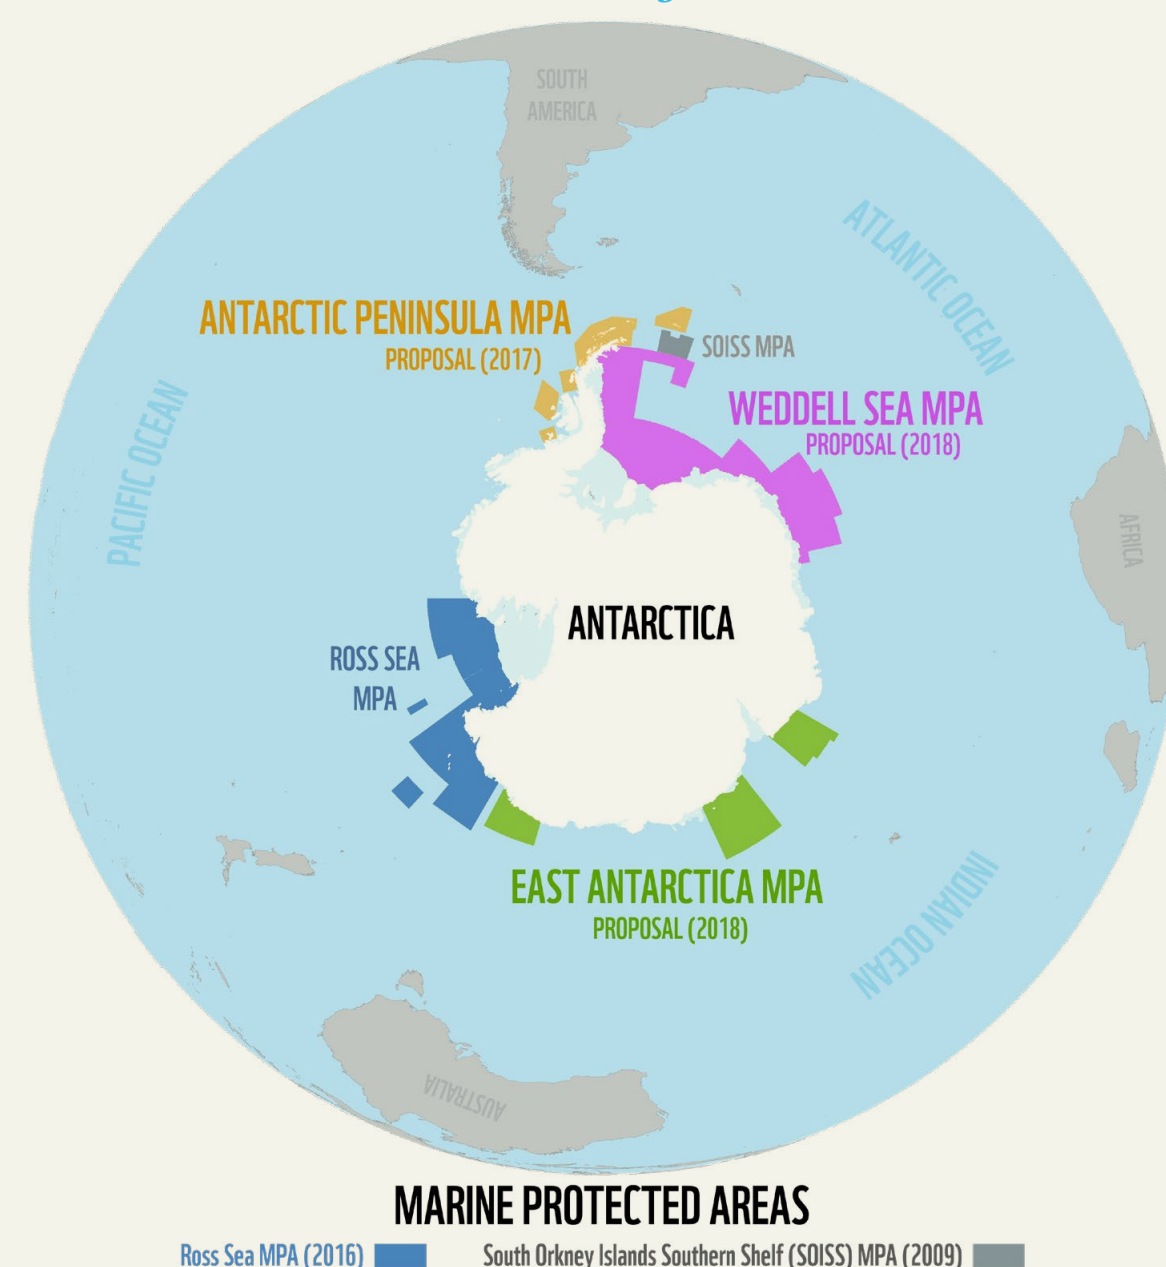 SOUTH
AMERICA
ATLANTIC OCEAN
ANTARCTIC PENINSULA MPA
PROPOSAL (2017)
SOISS MPA
WEDDELL SEA MPA
PROPOSAL (2018)
PACIFIC OCEAN
AFRICA
ANTARCTICA
ROSS SEA
MPA
EAST ANTARCTICA MPA
PROPOSAL (2018)
INDIAN OCEAN
AUSTRALIA
MARINE PROTECTED AREAS
Ross Sea MPA (2016)
South Orkney Islands Southern Shelf (SOISS) MPA (2009)